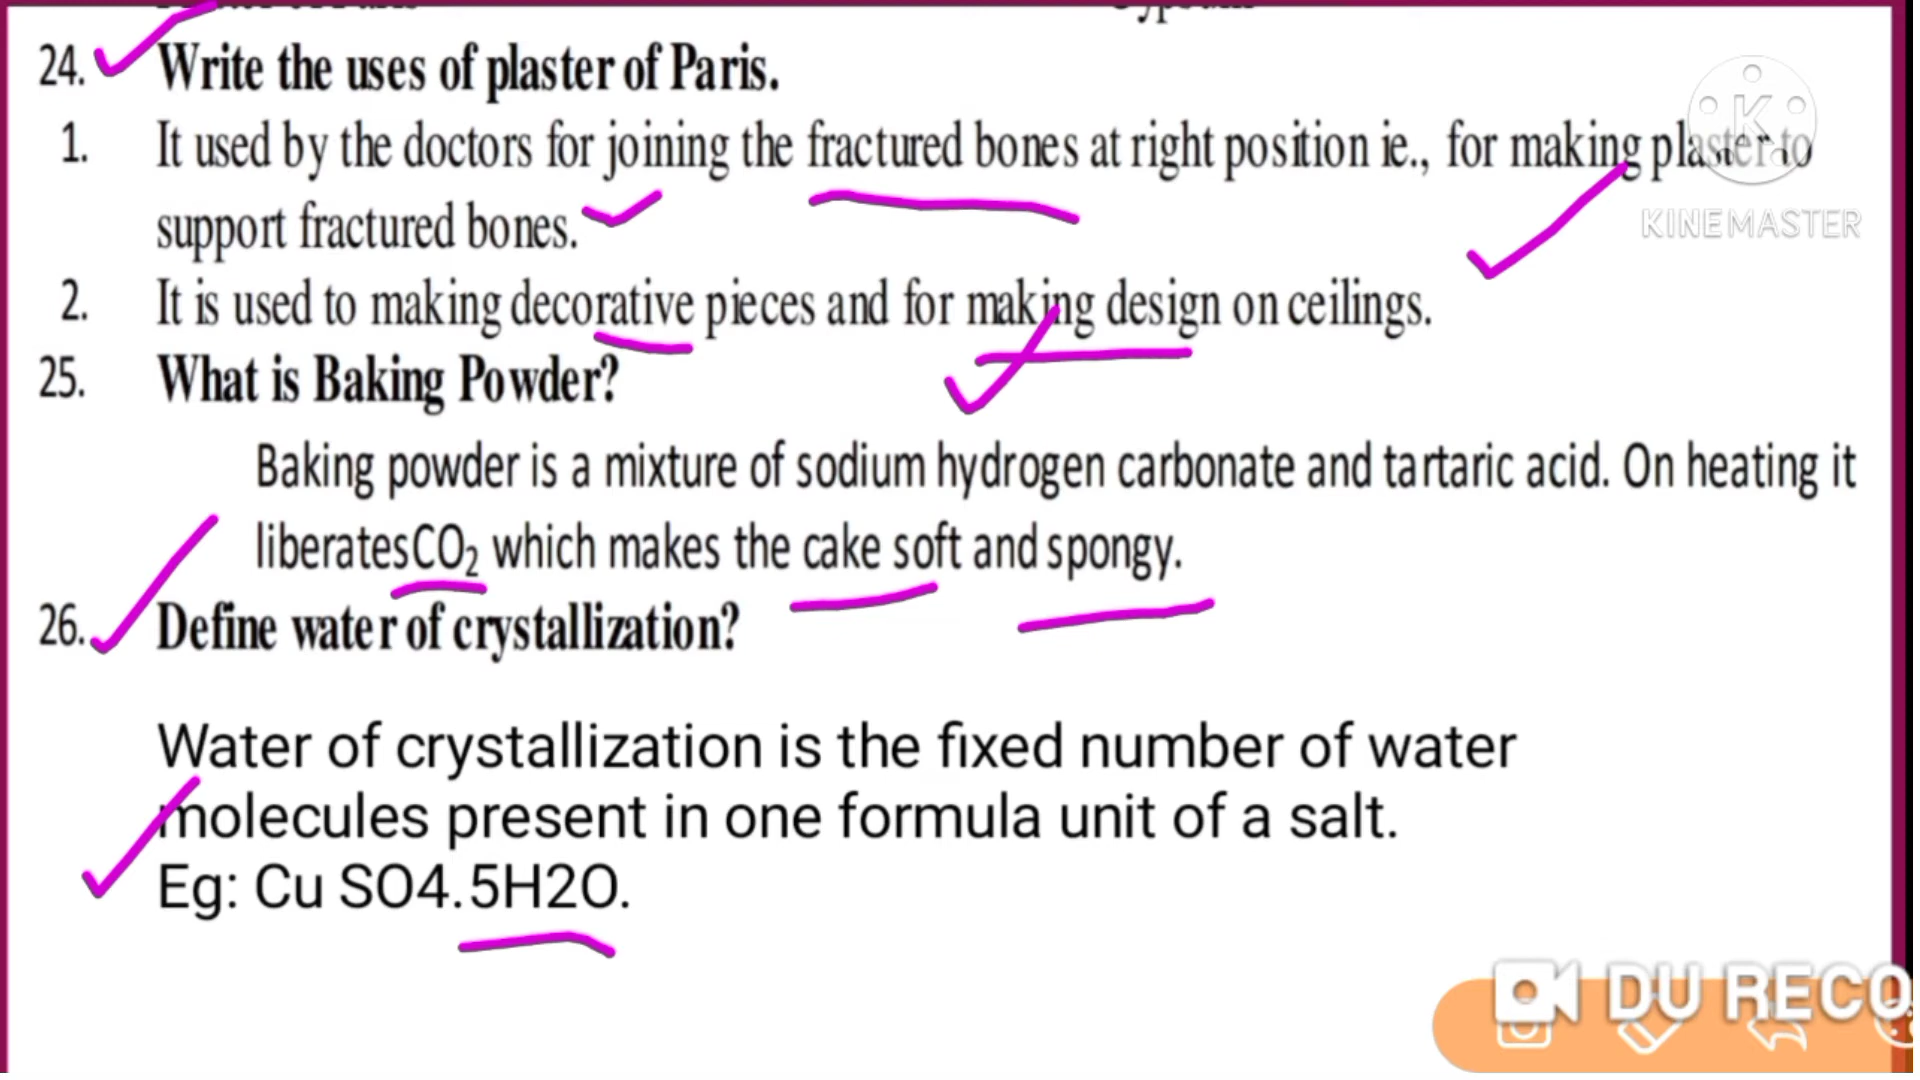 24. Write the uses of plaster of Paris.
1. It used by the doctors for joining the fractured bones at right position ie., for making plaster to
support fractured bones.
KINEMASTER
2. It is used to making decorative pieces and for making design on ceilings.
25. What is Baking Powder?
Baking powder is a mixture of sodium hydrogen carbonate and tartaric acid. On heating it
liberatesCO₂ which makes the cake soft and spongy.
26. Define water of crystallization?
Water of crystallization is the fixed number of water
molecules present in one formula unit of a salt.
Eg: Cu SO4.5H2O.
DU RECO